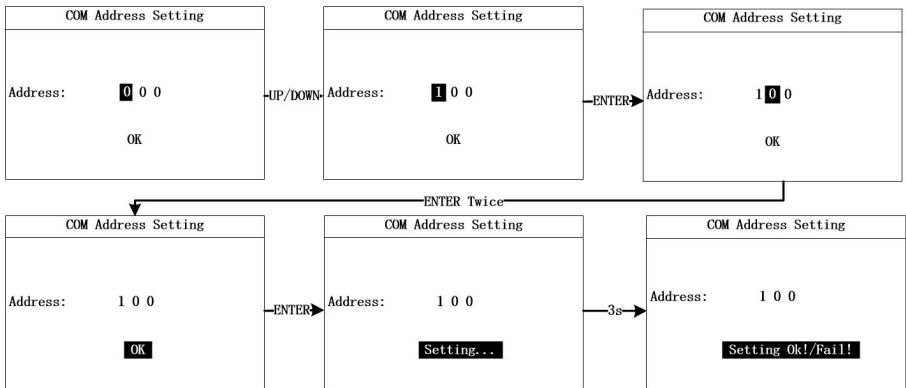 COM Address Setting
Address: 0 0 0
OK
UP/DOWN
COM Address Setting
Address: 1 0 0
OK
ENTER
COM Address Setting
Address: 1 0 0
OK
ENTER Twice
COM Address Setting
Address: 1 0 0
OK
ENTER
COM Address Setting
Address: 1 0 0
Setting...
3s
COM Address Setting
Address: 1 0 0
Setting Ok!/Fail!